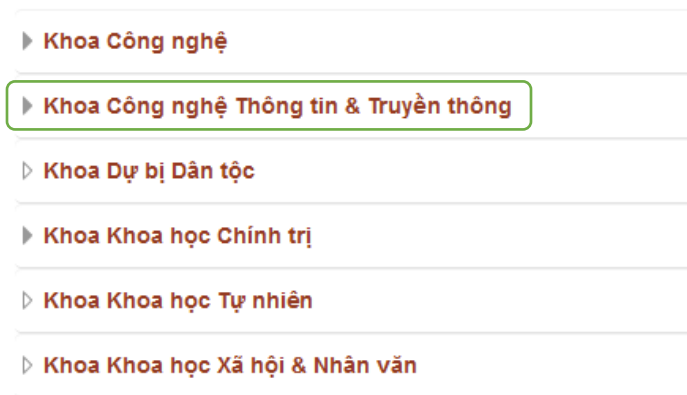 Khoa Công nghệ
Khoa Công nghệ Thông tin & Truyền thông
Khoa Dự bị Dân tộc
Khoa Khoa học Chính trị
Khoa Khoa học Tự nhiên
Khoa Khoa học Xã hội & Nhân văn